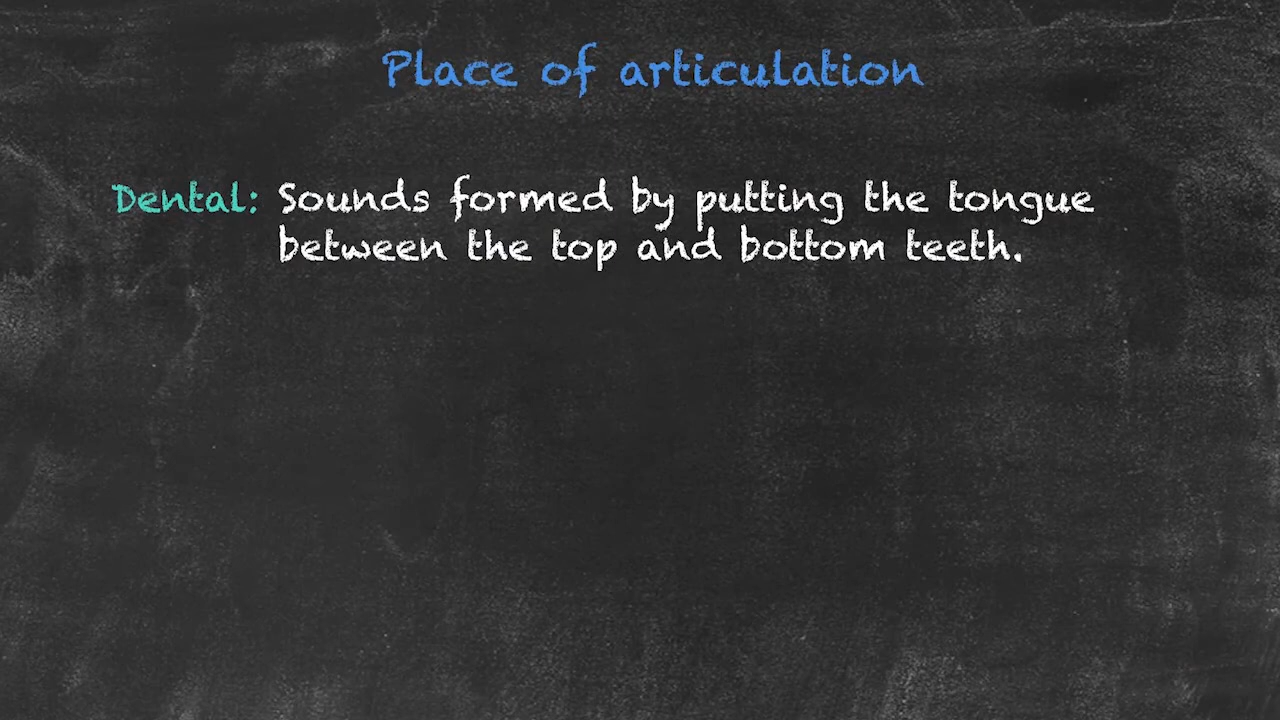 Place of articulation
Dental: Sounds formed by putting the tongue
between the top and bottom teeth.